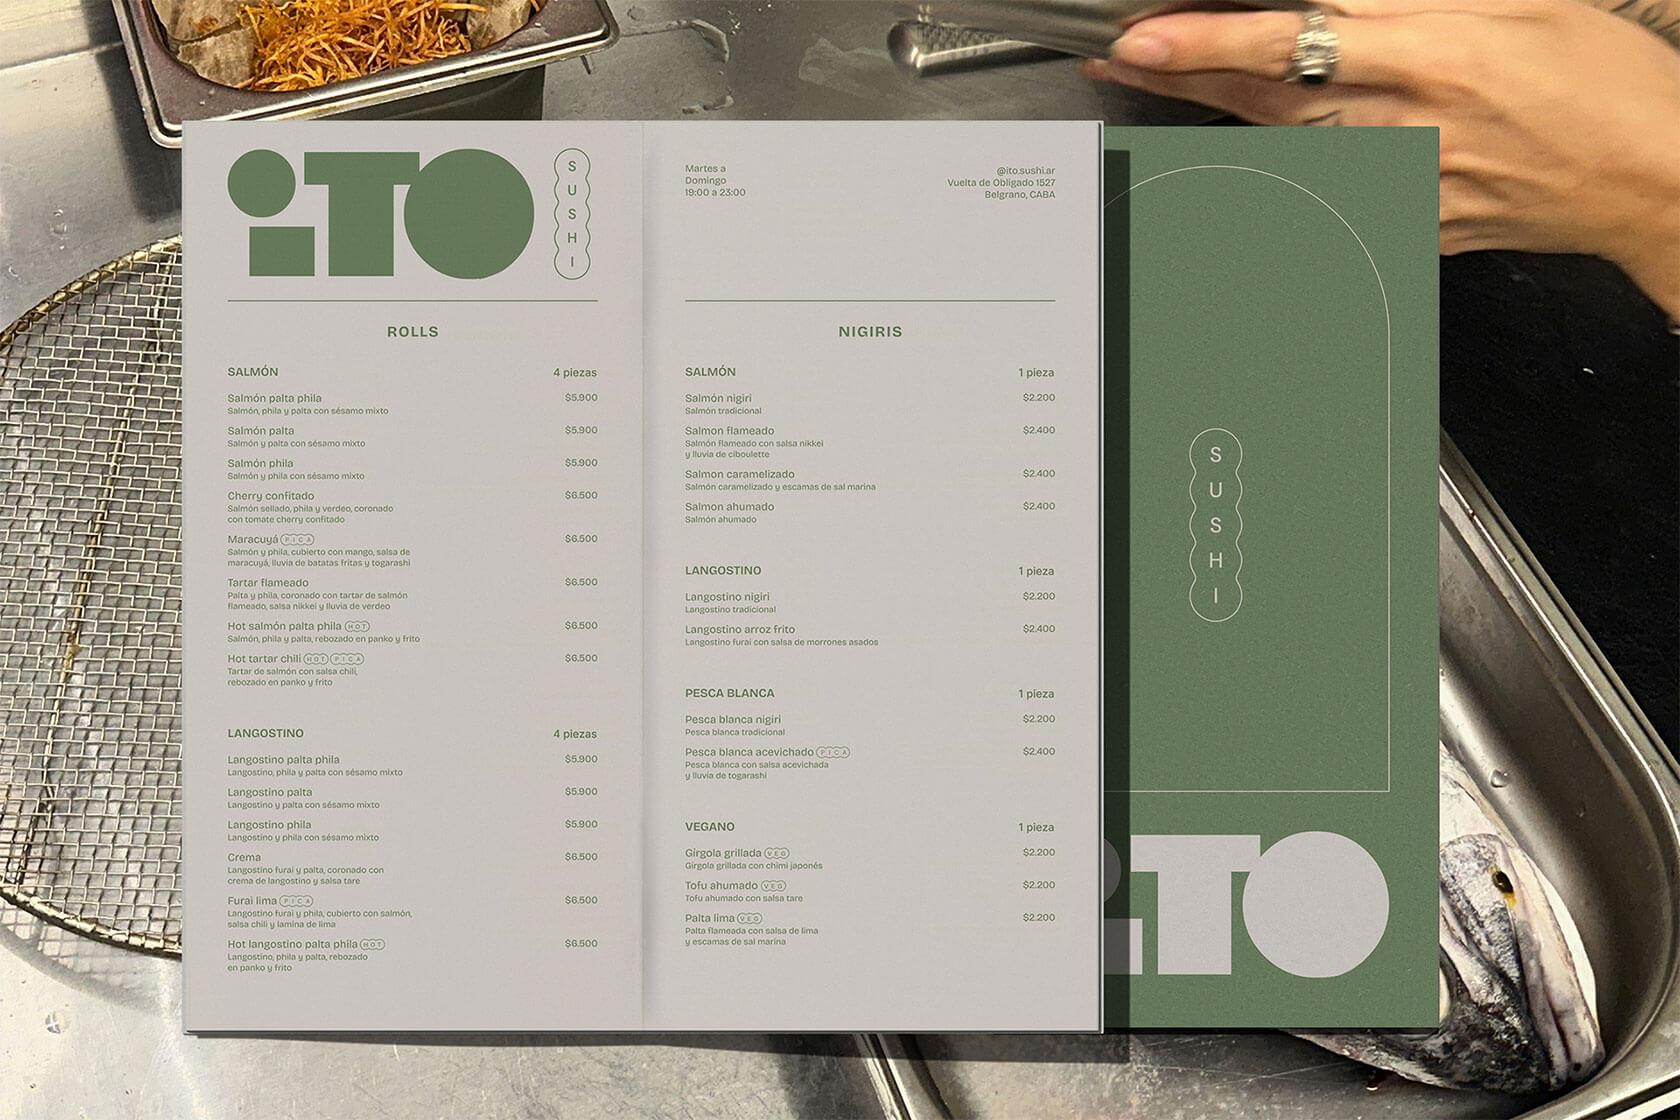 iTO
SUSHI
Martes a
Domingo
19:00 a 23:00
@ito.sushi.ar
Vuelta de Obligado 1527
Belgrano, CABA
ROLLS
SALMÓN 4 piezas
Salmón palta phila $5.900
Salmón, phila y palta con sésamo mixto
Salmón palta $5.900
Salmón y palta con sésamo mixto
Salmón phila $5.900
Salmón y phila con sésamo mixto
Cherry confitado $6.500
Salmón sellado, phila y verdeo, coronado
con tomate cherry confitado
Maracuyá PICA $6.500
Salmón y phila, cubierto con mango, salsa de
maracuyá, lluvia de batatas fritas y togarashi
Tartar flameado $6.500
Palta y phila, coronado con tartar de salmón
flameado, salsa nikkei y lluvia de verdeo
Hot salmón palta phila HOT $6.500
Salmón, phila y palta, rebozado en panko y frito
Hot tartar chili HOT PICA $6.500
Tartar de salmón con salsa chili,
rebozado en panko y frito
LANGOSTINO 4 piezas
Langostino palta phila $5.900
Langostino, phila y palta con sésamo mixto
Langostino palta $5.900
Langostino y palta con sésamo mixto
Langostino phila $5.900
Langostino y phila con sésamo mixto
Crema $6.500
Langostino furai y palta, coronado con
crema de langostino y salsa tare
Furai lima PICA $6.500
Langostino furai y phila, cubierto con salmón,
salsa chili y lamina de lima
Hot langostino palta phila HOT $6.500
Langostino, phila y palta, rebozado
en panko y frito
NIGIRIS
SALMÓN 1 pieza
Salmón nigiri $2.200
Salmón tradicional
Salmon flameado $2.400
Salmón flameado con salsa nikkei
y lluvia de ciboulette
Salmon caramelizado $2.400
Salmón caramelizado y escamas de sal marina
Salmon ahumado $2.400
Salmón ahumado
LANGOSTINO 1 pieza
Langostino nigiri $2.200
Langostino tradicional
Langostino arroz frito $2.400
Langostino furai con salsa de morrones asados
PESCA BLANCA 1 pieza
Pesca blanca nigiri $2.200
Pesca blanca tradicional
Pesca blanca acevichado PICA $2.400
Pesca blanca con salsa acevichada
y lluvia de togarashi
VEGANO 1 pieza
Girgola grillada VEG $2.200
Girgola grillada con chimi japonés
Tofu ahumado VEG $2.200
Tofu ahumado con salsa tare
Palta lima VEG $2.200
Palta flameada con salsa de lima
y escamas de sal marina
SUSHI
iTO